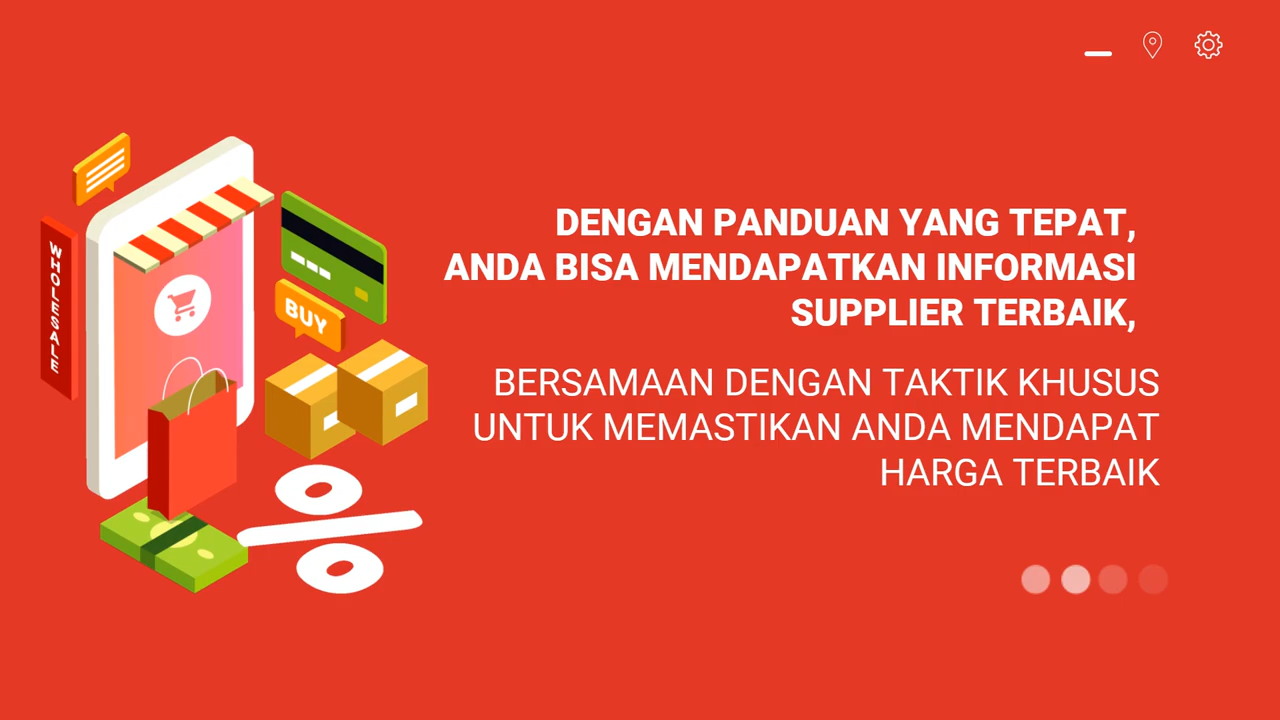 WHOLESALE
BUY
DENGAN PANDUAN YANG TEPAT,
ANDA BISA MENDAPATKAN INFORMASI
SUPPLIER TERBAIK,
BERSAMAAN DENGAN TAKTIK KHUSUS
UNTUK MEMASTIKAN ANDA MENDAPAT
HARGA TERBAIK